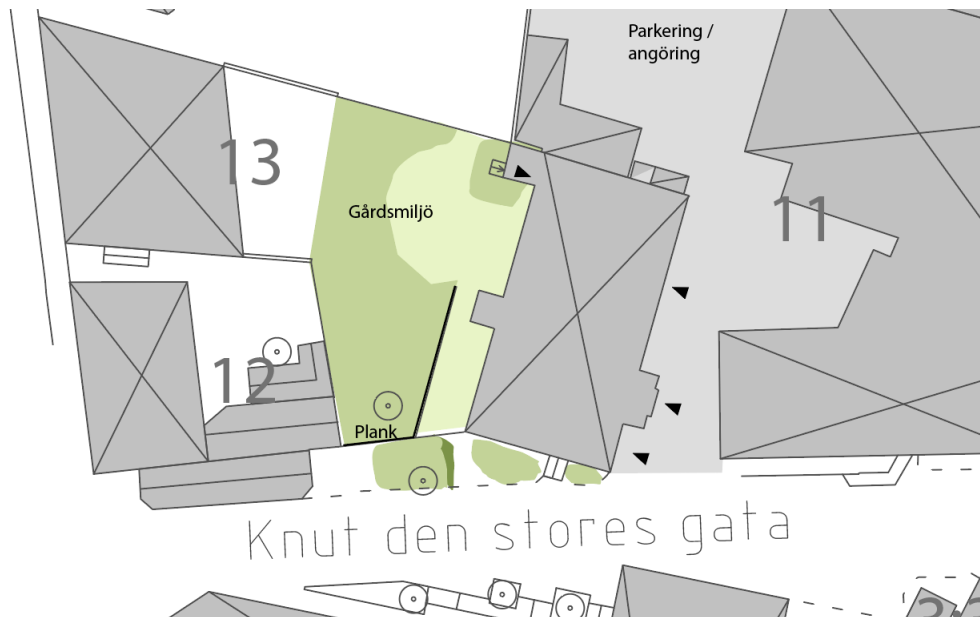 Parkering /
angöring
13
Gårdsmiljö
11
12
Plank
Knut den stores gata